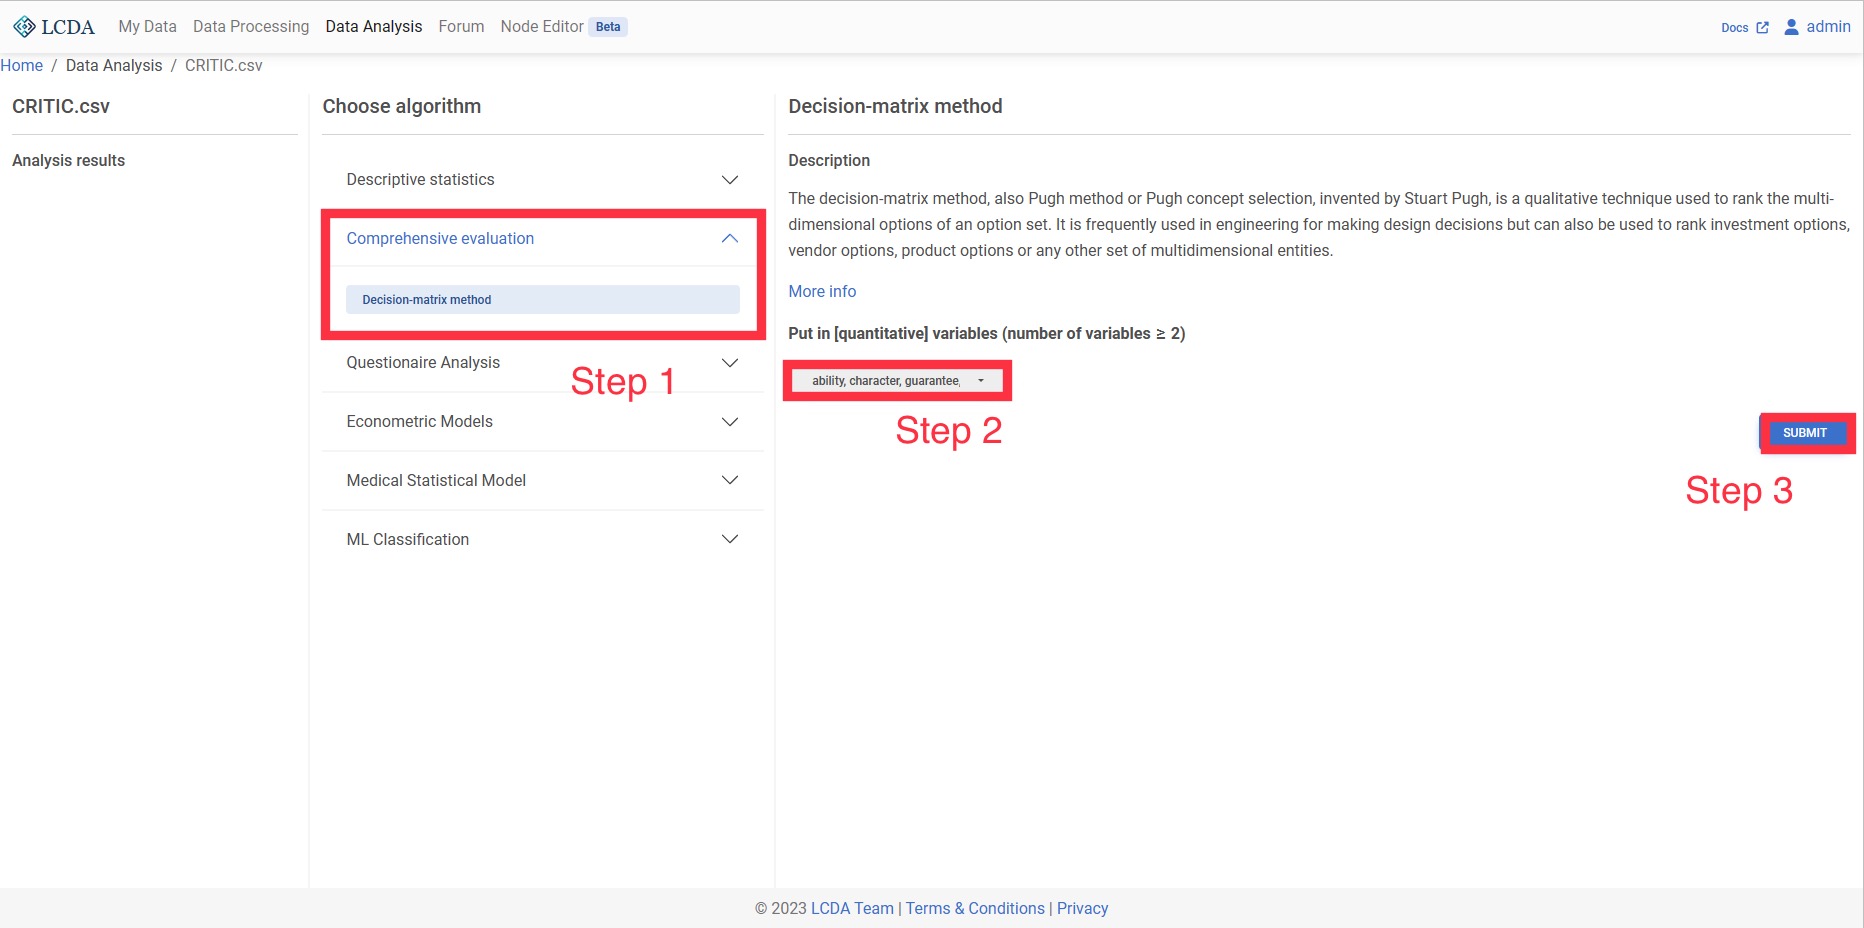 LCDA My Data Data Processing Data Analysis Forum Node Editor Beta Docs admin
Home / Data Analysis / CRITIC.csv
CRITIC.csv
Analysis results
Choose algorithm
Descriptive statistics
Comprehensive evaluation
Decision-matrix method
Questionaire Analysis
Step 1
Econometric Models
Medical Statistical Model
ML Classification
Decision-matrix method
Description
The decision-matrix method, also Pugh method or Pugh concept selection, invented by Stuart Pugh, is a qualitative technique used to rank the multi-
dimensional options of an option set. It is frequently used in engineering for making design decisions but can also be used to rank investment options,
vendor options, product options or any other set of multidimensional entities.
More info
Put in [quantitative] variables (number of variables ≥ 2)
ability, character, guarantee,
Step 2
SUBMIT
Step 3
© 2023 LCDA Team | Terms & Conditions | Privacy